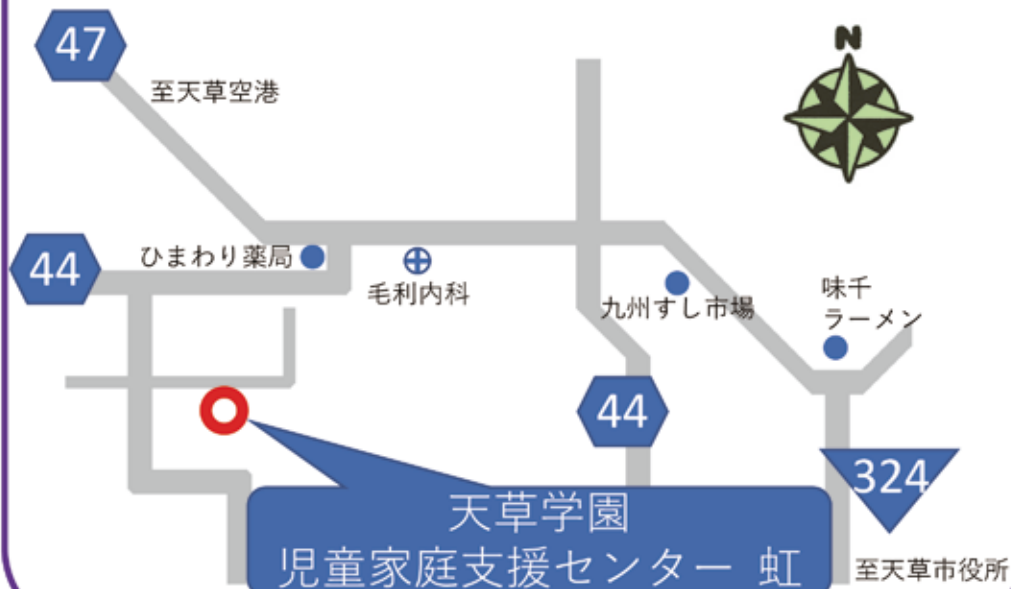 N
47
至天草空港
ひまわり薬局
44
毛利内科
九州すし市場
味千
ラーメン
44
324
天草学園
児童家庭支援センター 虹
至天草市役所